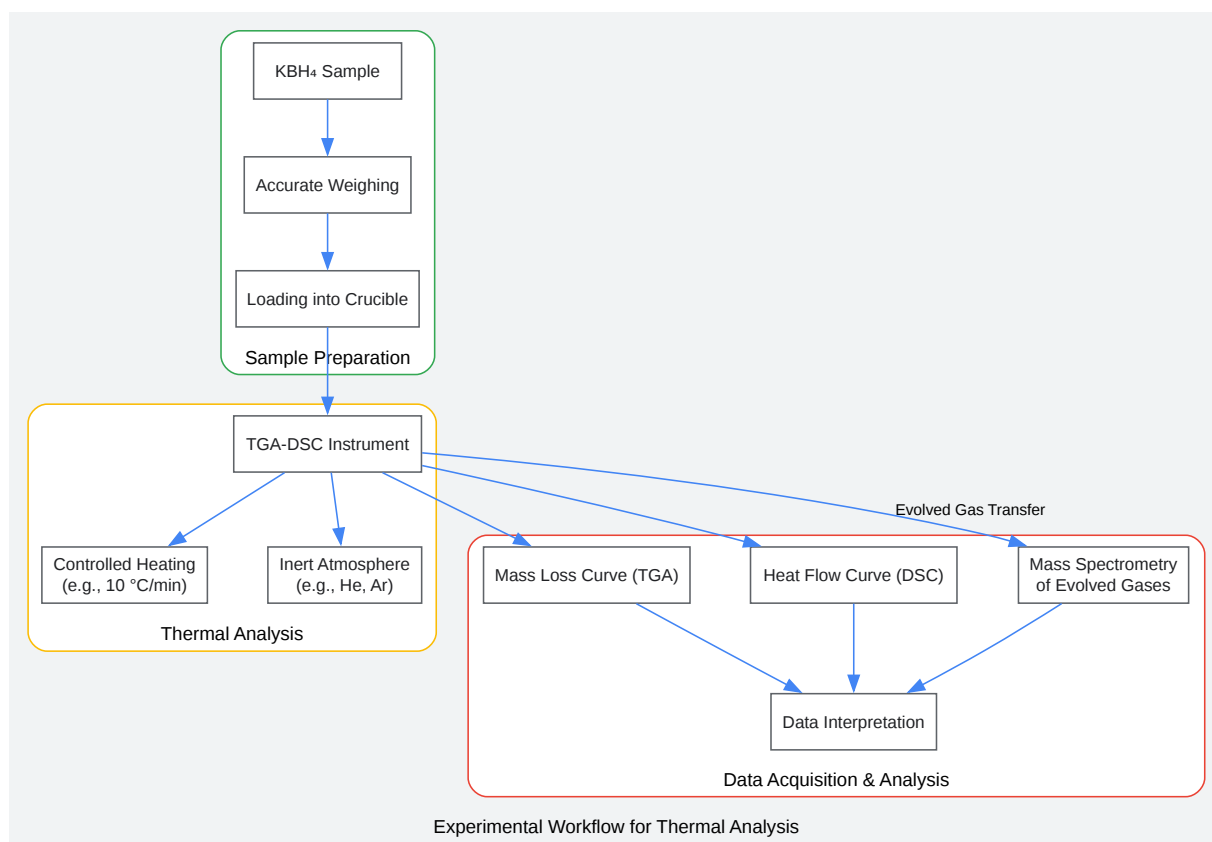 KBH₄ Sample
Accurate Weighing
Loading into Crucible
Sample Preparation
TGA-DSC Instrument
Evolved Gas Transfer
Controlled Heating
(e.g., 10 °C/min)
Inert Atmosphere
(e.g., He, Ar)
Thermal Analysis
Mass Loss Curve (TGA)
Heat Flow Curve (DSC)
Mass Spectrometry
of Evolved Gases
Data Interpretation
Data Acquisition & Analysis
Experimental Workflow for Thermal Analysis